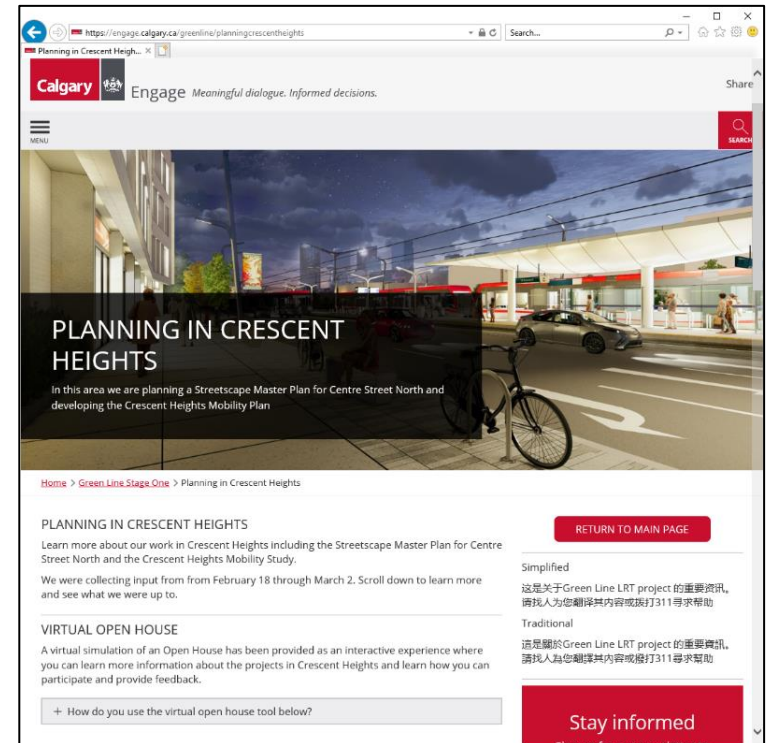 https://engage.calgary.ca/greenline/planningcrescentheights
Search...
Planning in Crescent Heigh...
Calgary
Engage Meaningful dialogue. Informed decisions.
Share
MENU
SEARCH
PLANNING IN CRESCENT
HEIGHTS
In this area we are planning a Streetscape Master Plan for Centre Street North and
developing the Crescent Heights Mobility Plan
Home > Green Line Stage One > Planning in Crescent Heights
PLANNING IN CRESCENT HEIGHTS
Learn more about our work in Crescent Heights including the Streetscape Master Plan for Centre
Street North and the Crescent Heights Mobility Study.
We were collecting input from from February 18 through March 2. Scroll down to learn more
and see what we were up to.
VIRTUAL OPEN HOUSE
A virtual simulation of an Open House has been provided as an interactive experience where
you can learn more information about the projects in Crescent Heights and learn how you can
participate and provide feedback.
+ How do you use the virtual open house tool below?
RETURN TO MAIN PAGE
Simplified
这是关于Green Line LRT project 的重要资讯。
请找人为您翻译其内容或拨打311寻求帮助
Traditional
這是關於Green Line LRT project 的重要資訊。
請找人為您翻譯其內容或撥打311尋求幫助
Stay informed